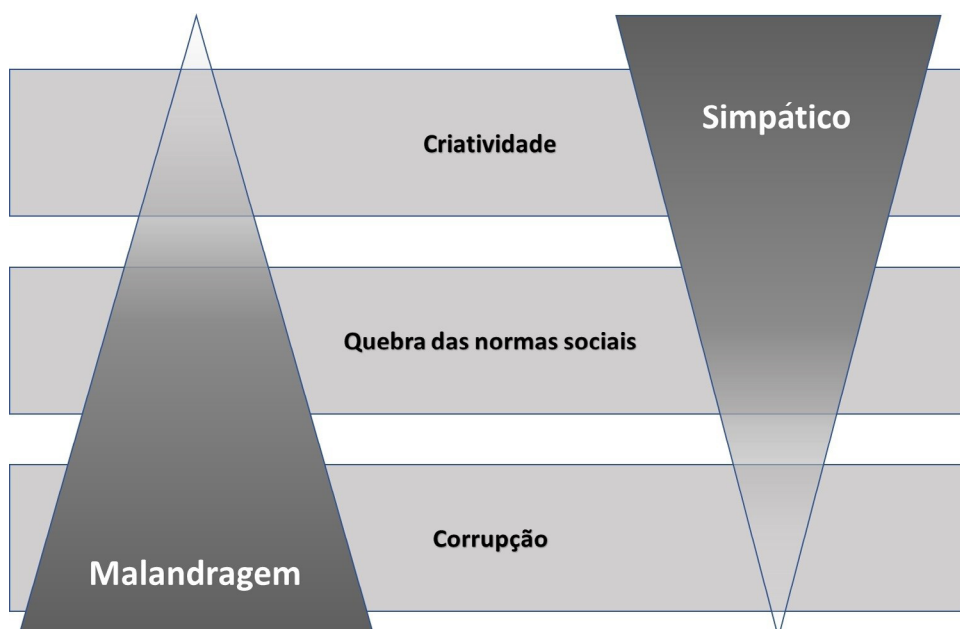 Simpático
Criatividade
Quebra das normas sociais
Corrupção
Malandragem